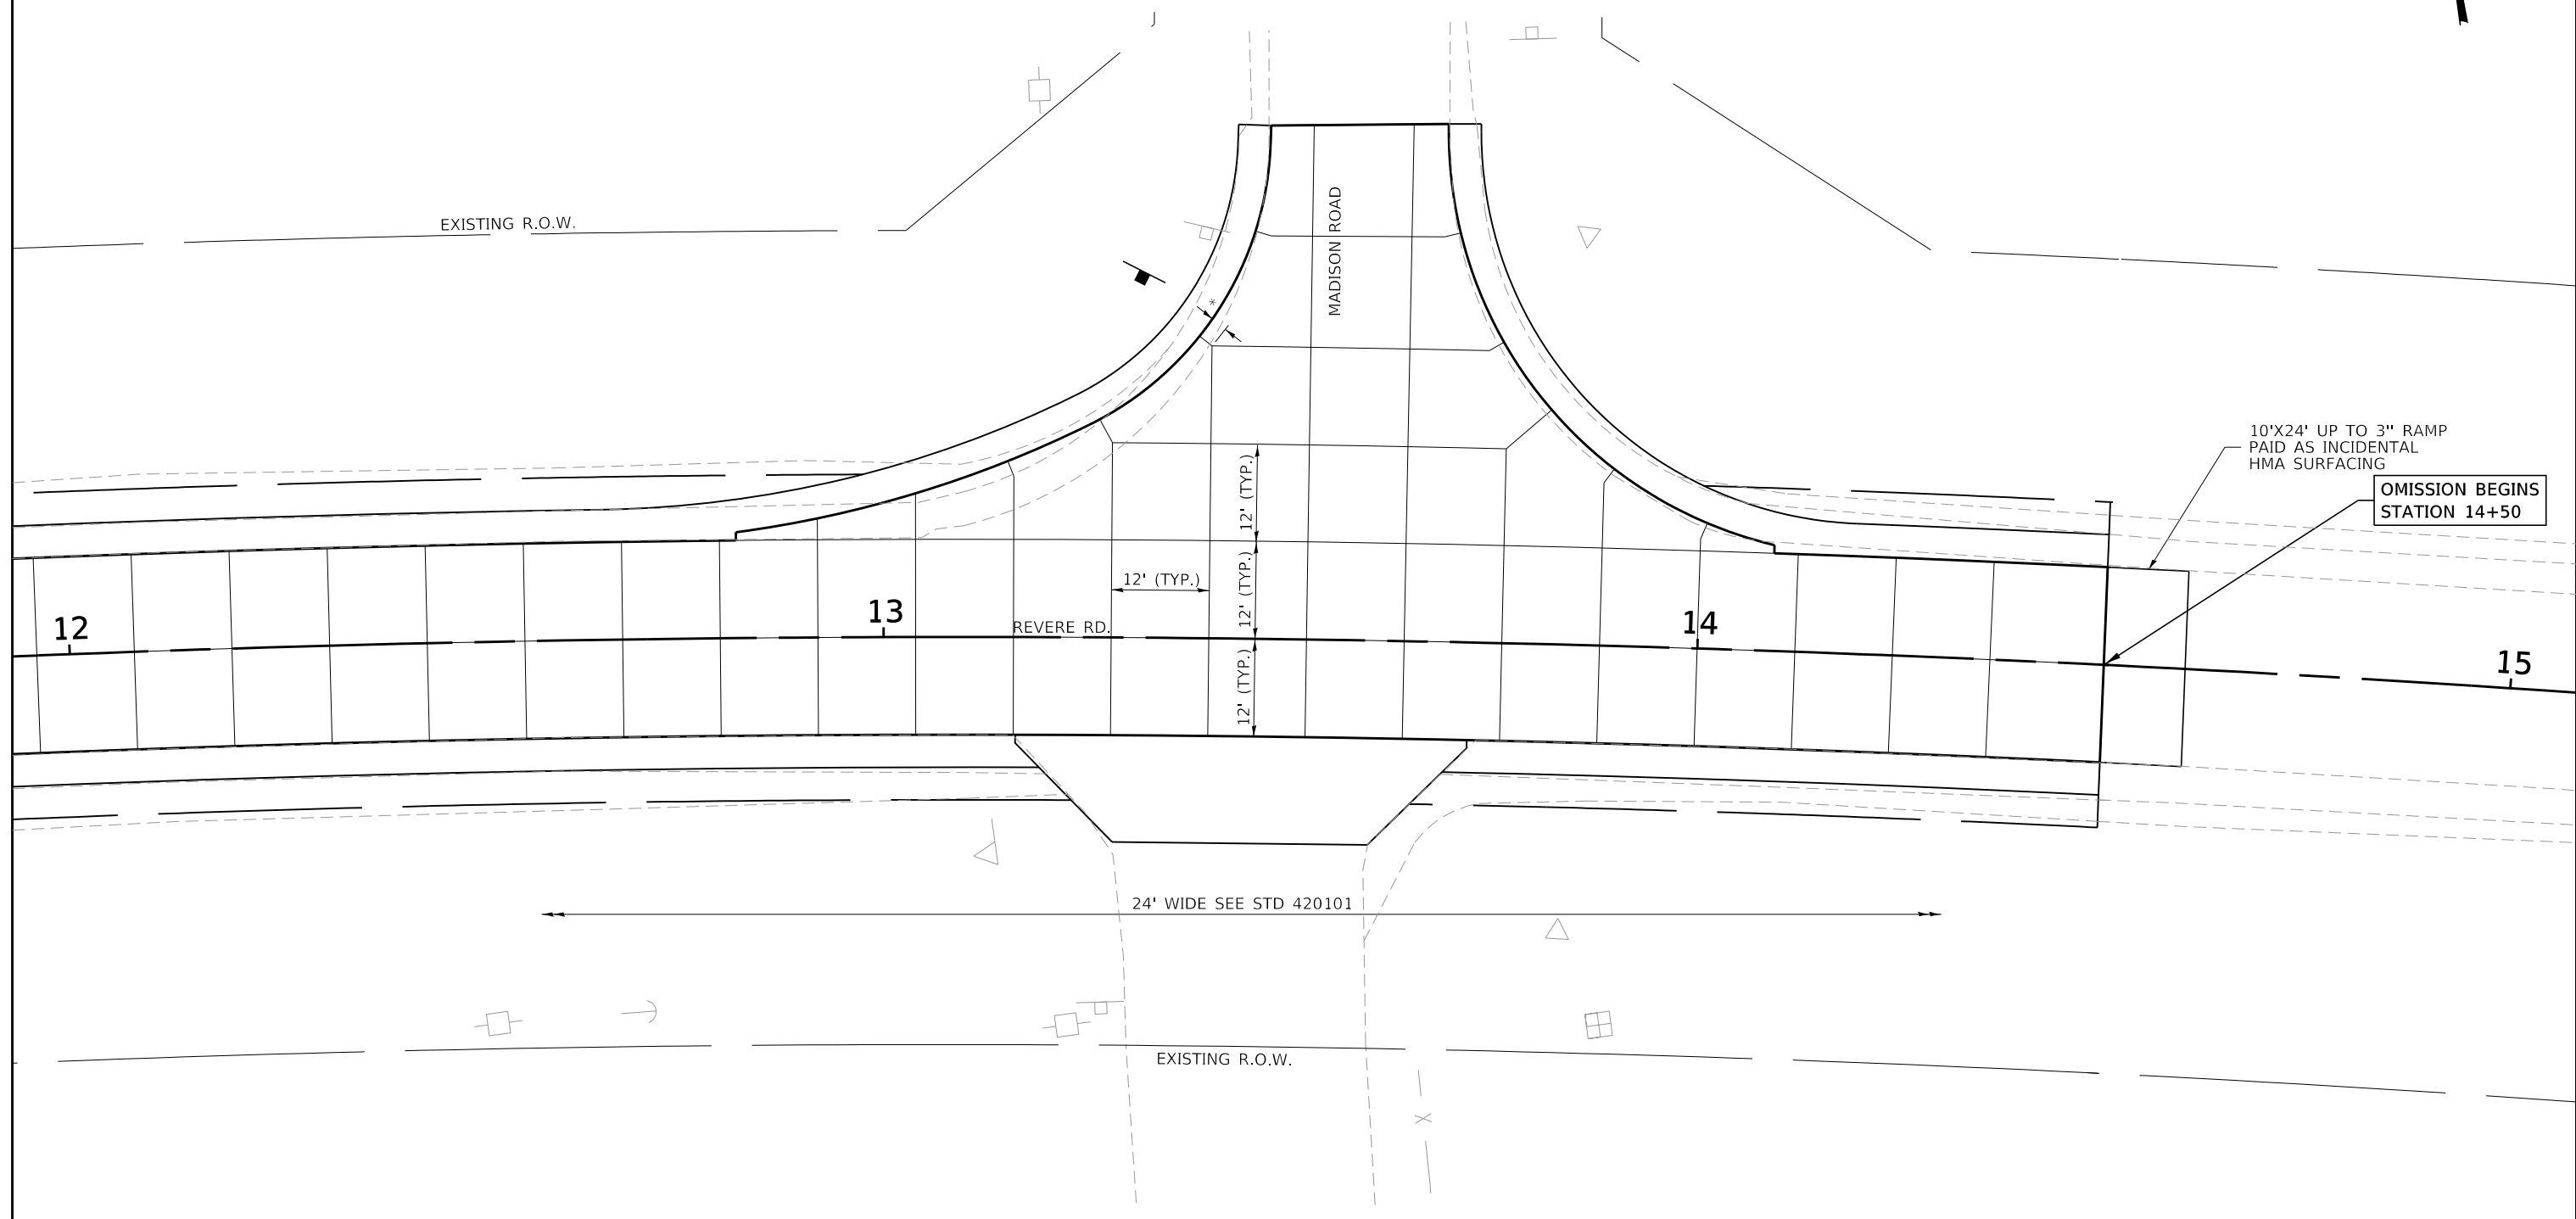 EXISTING R.O.W.
MADISON ROAD
*
10'X24' UP TO 3" RAMP
PAID AS INCIDENTAL
HMA SURFACING
OMISSION BEGINS
STATION 14+50
12' (TYP.)
12' (TYP.)
12' (TYP.)
12' (TYP.)
12
13
REVERE RD.
14
15
24' WIDE SEE STD 420101
EXISTING R.O.W.